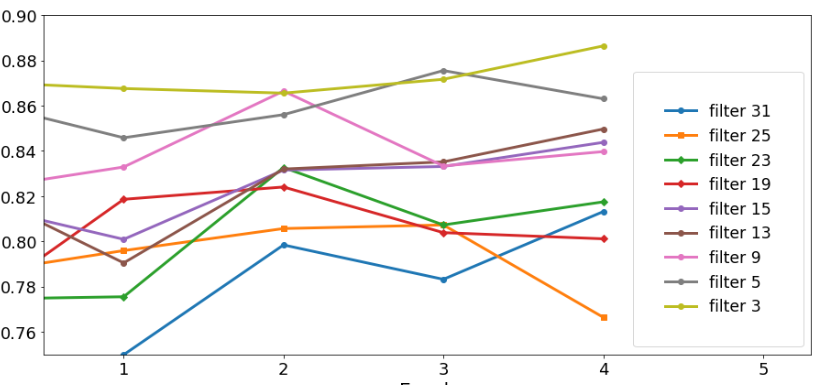 0.90
0.88
0.86
0.84
0.82
0.80
0.78
0.76
filter 31
filter 25
filter 23
filter 19
filter 15
filter 13
filter 9
filter 5
filter 3
1 2 3 4 5